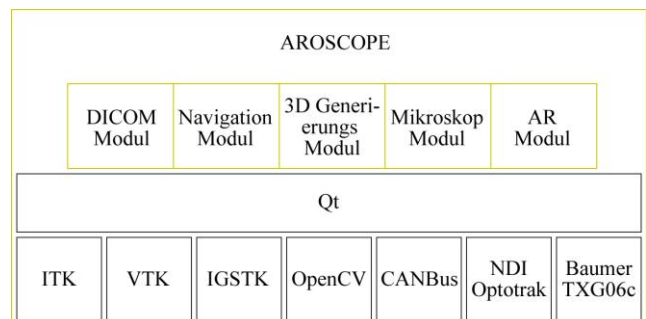 AROSCOPE
DICOM
Modul
Navigation
Modul
3D Generi-
erungs
Modul
Mikroskop
Modul
AR
Modul
Qt
ITK
VTK
IGSTK
OpenCV
CANBus
NDI
Optotrak
Baumer
TXG06c